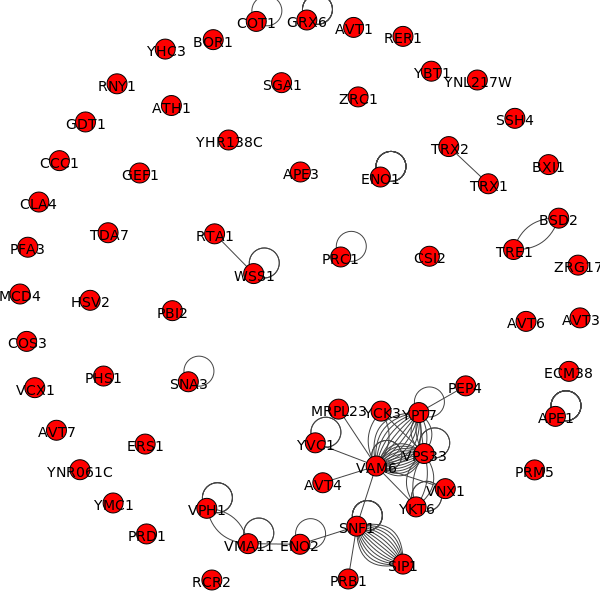 COT1
GRX6
AVT1
RER1
BOR1
YHC3
YBT1
YNL217W
RNY1
SGA1
ZRC1
ATH1
SSH4
GDT1
YHR138C
TRX2
CCC1
BXI1
GEF1
APE3
ENO1
TRX1
CLA4
BSD2
TDA7
RTA1
PFA3
TRE1
PRC1
CSI2
ZRG17
WSS1
MCD4
HSV2
PBI2
AVT6
AVT3
COS3
ECM38
PHS1
SNA3
VCX1
PEP4
MRPL23
YCK3
YPT7
APE1
AVT7
ERS1
YVC1
VPS33
VAM6
YNR061C
PRM5
AVT4
VNX1
YMC1
VPH1
YKT6
PRD1
SNF1
VMA11
ENO2
SIP1
RCR2
PRB1